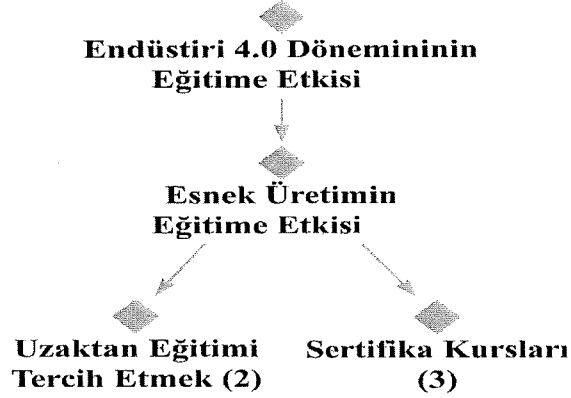 Endüstiri 4.0 Dönemininin
Eğitime Etkisi
Esnek Üretimin
Eğitime Etkisi
Uzaktan Eğitimi
Tercih Etmek (2)
Sertifika Kursları
(3)